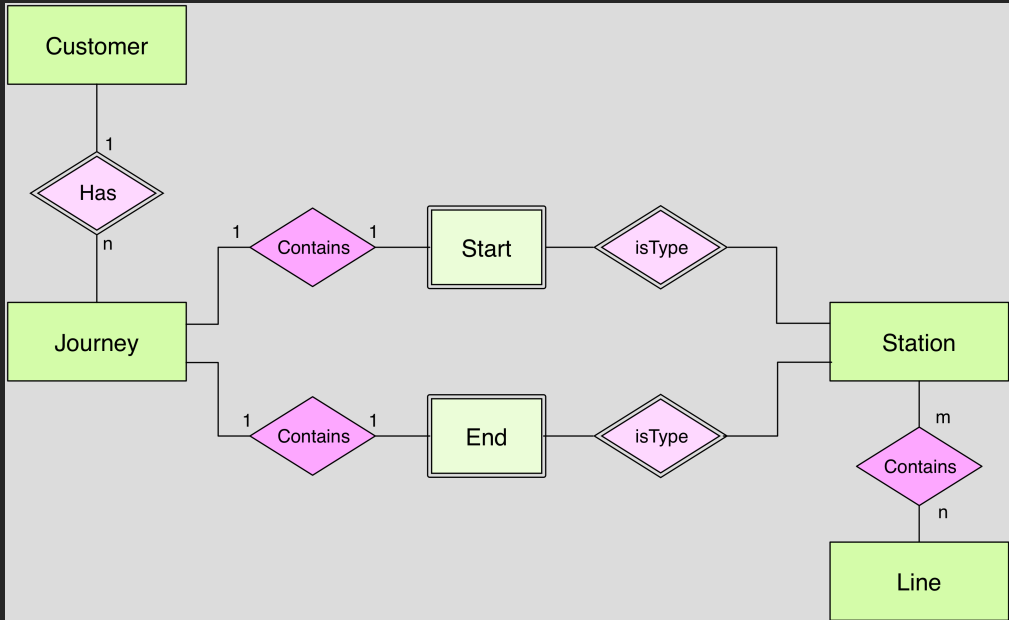 Customer
1
Has
n
Journey
1
Contains
1
Start
isType
1
Contains
1
End
isType
Station
m
Contains
n
Line